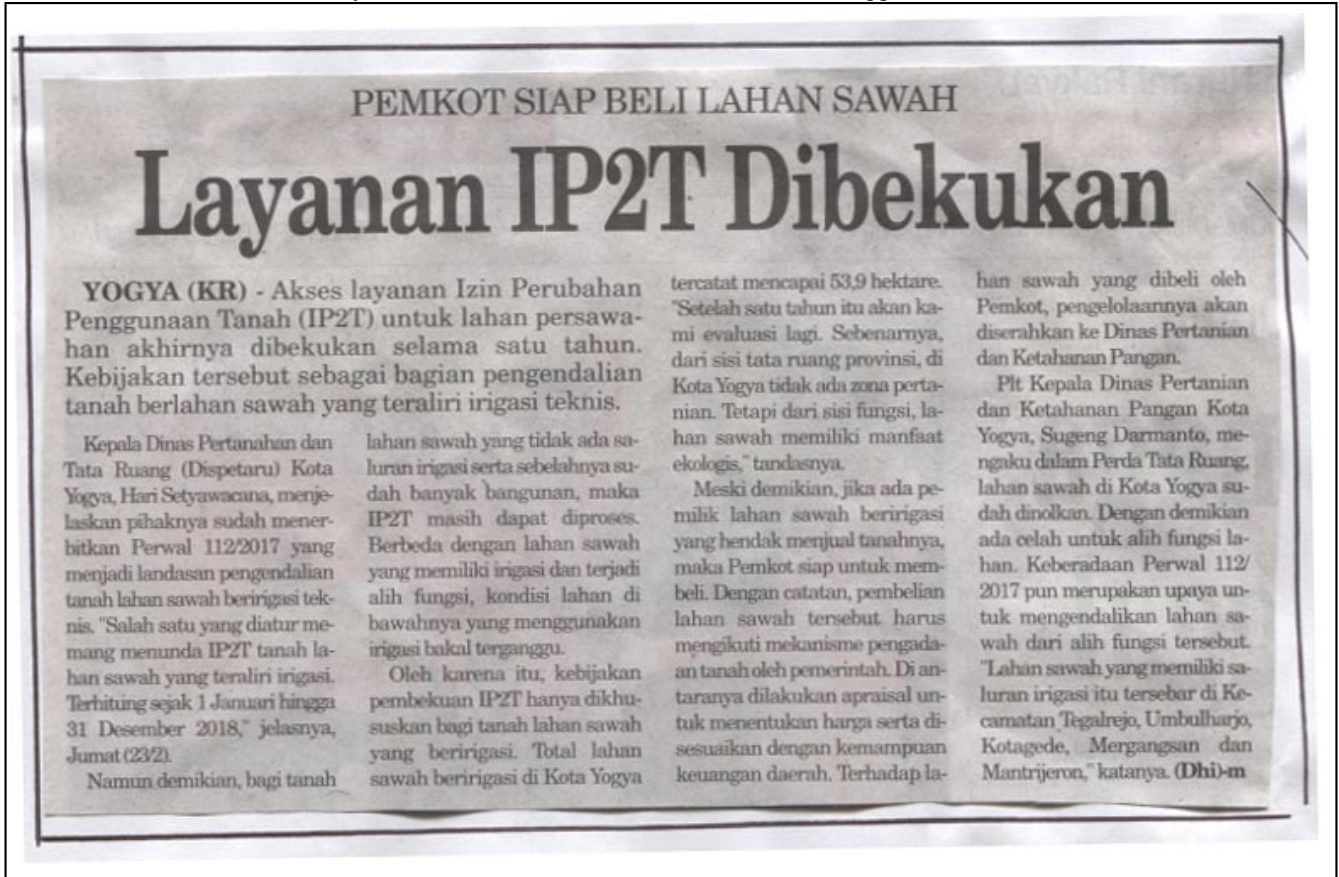 PEMKOT SIAP BELI LAHAN SAWAH
Layanan IP2T Dibekukan
YOGYA (KR) - Akses layanan Izin Perubahan
Penggunaan Tanah (IP2T) untuk lahan persawa-
han akhirnya dibekukan selama satu tahun.
Kebijakan tersebut sebagai bagian pengendalian
tanah berlahan sawah yang teraliri irigasi teknis.
Kepala Dinas Pertanahan dan
Tata Ruang (Dispetaru) Kota
Yogya, Hari Setyawacana, menje-
laskan pihaknya sudah mener-
bitkan Perwal 112/2017 yang
menjadi landasan pengendalian
tanah lahan sawah beririgasi tek-
nis. "Salah satu yang diatur me-
mang menunda IP2T tanah la-
han sawah yang teraliri irigasi.
Terhitung sejak 1 Januari hingga
31 Desember 2018," jelasnya,
Jumat (23/2).
Namun demikian, bagi tanah
lahan sawah yang tidak ada sa-
luran irigasi serta sebelahnya su-
dah banyak bangunan, maka
IP2T masih dapat diproses.
Berbeda dengan lahan sawah
yang memiliki irigasi dan terjadi
alih fungsi, kondisi lahan di
bawahnya yang menggunakan
irigasi bakal terganggu.
Oleh karena itu, kebijakan
pembekuan IP2T hanya dikhu-
suskan bagi tanah lahan sawah
yang beririgasi. Total lahan
sawah beririgasi di Kota Yogya
tercatat mencapai 53,9 hektare.
"Setelah satu tahun itu akan ka-
mi evaluasi lagi. Sebenarnya,
dari sisi tata ruang provinsi, di
Kota Yogya tidak ada zona perta-
nian. Tetapi dari sisi fungsi, la-
han sawah memiliki manfaat
ekologis," tandasnya.
Meski demikian, jika ada pe-
milik lahan sawah beririgasi
yang hendak menjual tanahnya,
maka Pemkot siap untuk mem-
beli. Dengan catatan, pembelian
lahan sawah tersebut harus
mengikuti mekanisme pengada-
an tanah oleh pemerintah. Di an-
taranya dilakukan apraisal un-
tuk menentukan harga serta di-
sesuaikan dengan kemampuan
keuangan daerah. Terhadap la-
han sawah yang dibeli oleh
Pemkot, pengelolaannya akan
diserahkan ke Dinas Pertanian
dan Ketahanan Pangan.
Plt Kepala Dinas Pertanian
dan Ketahanan Pangan Kota
Yogya, Sugeng Darmanto, me-
ngaku dalam Perda Tata Ruang,
lahan sawah di Kota Yogya su-
dah dinolkan. Dengan demikian
ada celah untuk alih fungsi la-
han. Keberadaan Perwal 112/
2017 pun merupakan upaya un-
tuk mengendalikan lahan sa-
wah dari alih fungsi tersebut.
"Lahan sawah yang memiliki sa-
luran irigasi itu tersebar di Ke-
camatan Tegalrejo, Umbulharjo,
Kotagede, Mergangsan dan
Mantrijeron," katanya. (Dhi)-m